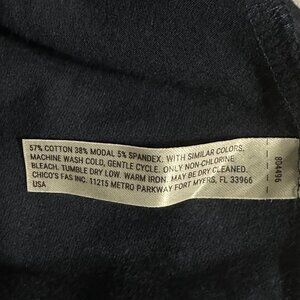 57% COTTON 38% MODAL 5% SPANDEX. WITH SIMILAR COLORS,
MACHINE WASH COLD, GENTLE CYCLE. ONLY NON-CHLORINE
BLEACH. TUMBLE DRY LOW. WARM IRON. MAY BE DRY CLEANED.
CHICO'S FAS INC. 11215 METRO PARKWAY FORT MYERS, FL 33966
USA
804496